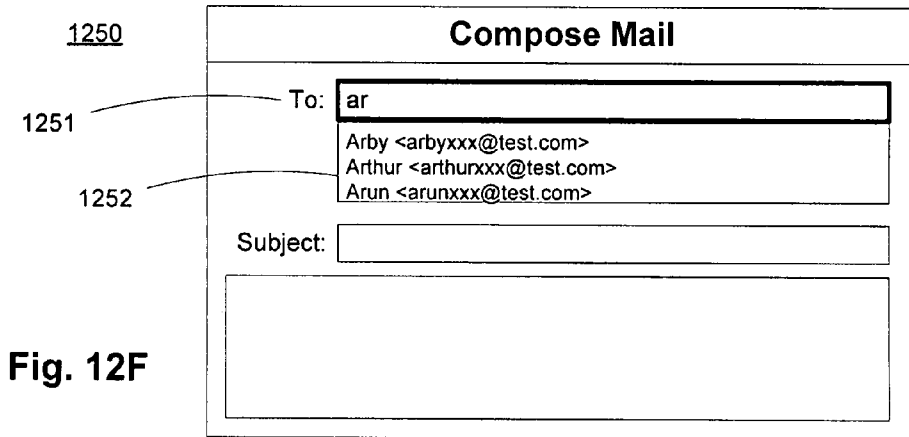 1250
Compose Mail
To: ar
1251
Arby <arbyxxx@test.com>
Arthur <arthurxxx@test.com>
1252
Arun <arunxxx@test.com>
Subject:
Fig. 12F